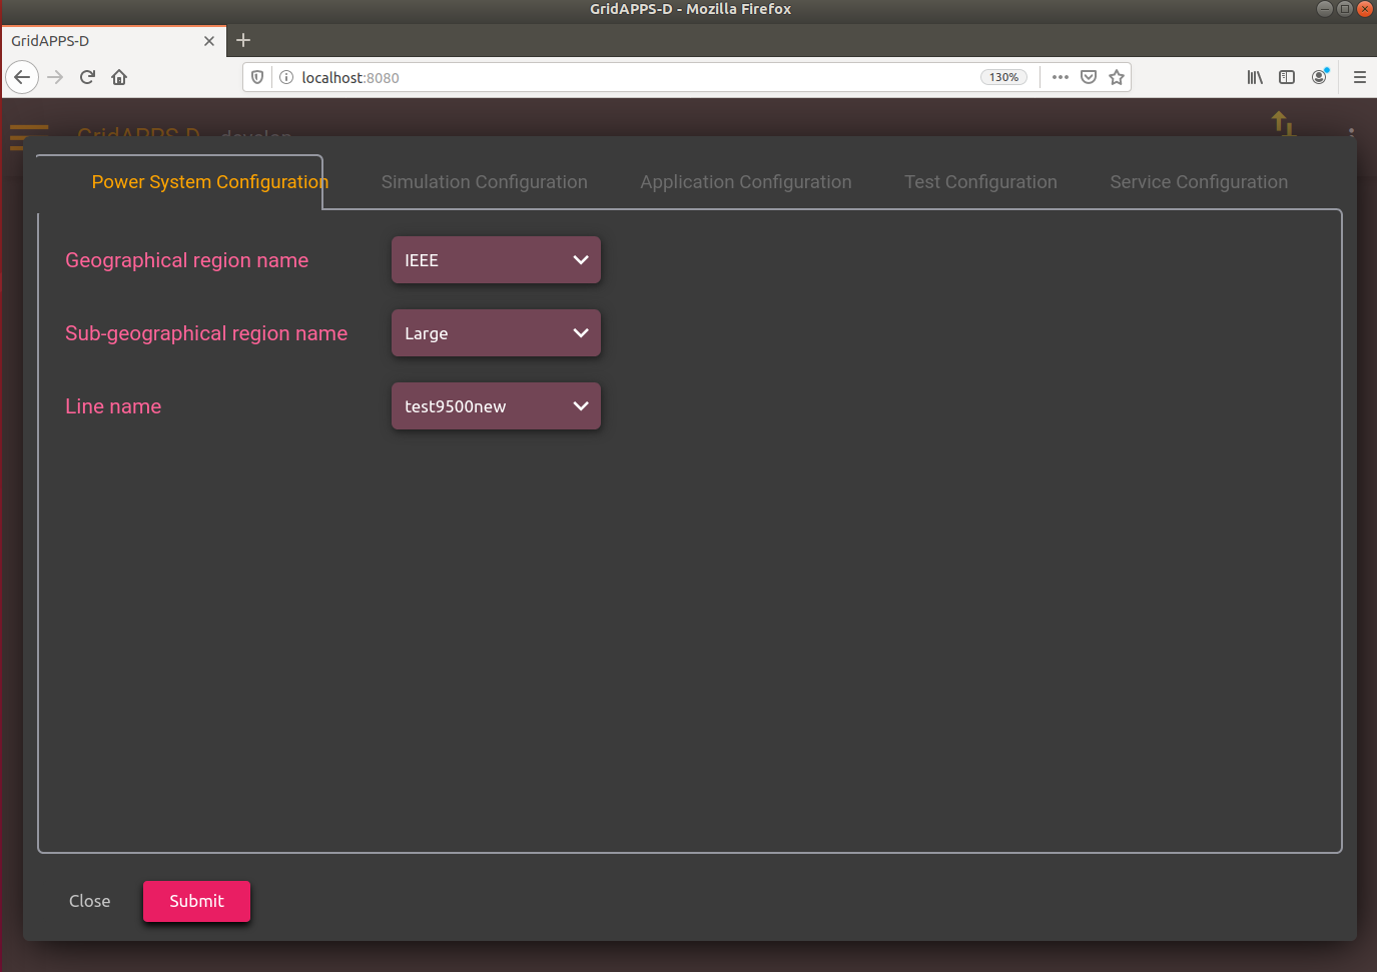 GridAPPS-D - Mozilla Firefox
GridAPPS-D
localhost:8080
130%
GridAPPS-D develop
Power System Configuration
Simulation Configuration
Application Configuration
Test Configuration
Service Configuration
Geographical region name
IEEE
Sub-geographical region name
Large
Line name
test9500new
Close
Submit